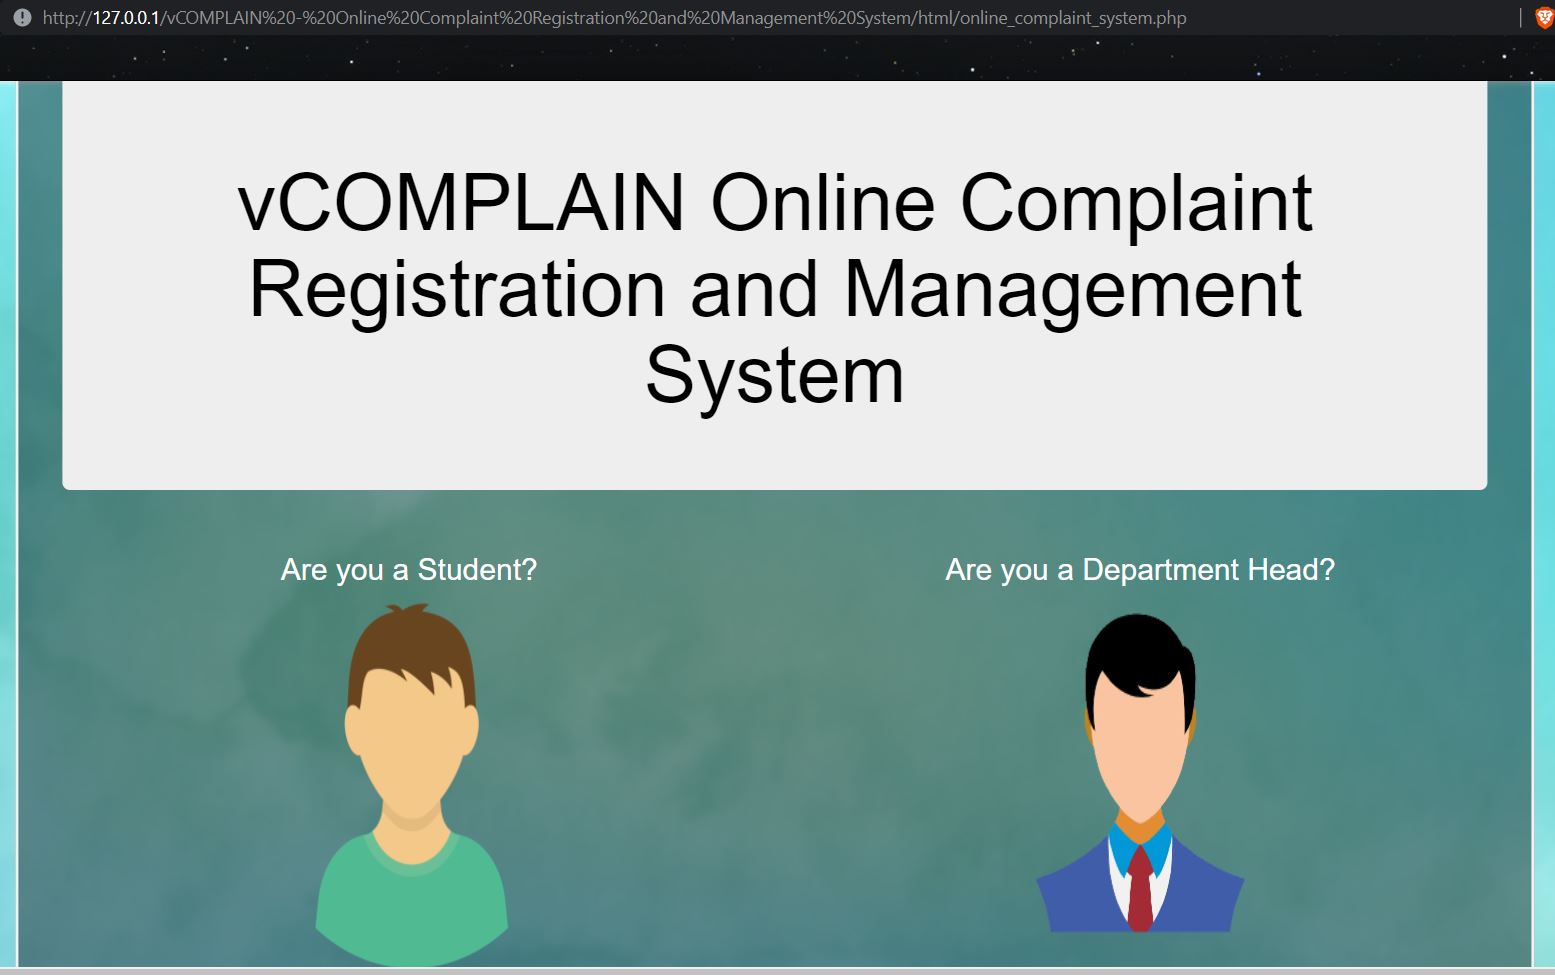 http://127.0.0.1/vCOMPLAIN%20-%20Online%20Complaint%20Registration%20and%20Management%20System/html/online_complaint_system.php
vCOMPLAIN Online Complaint
Registration and Management
System
Are you a Student?
Are you a Department Head?